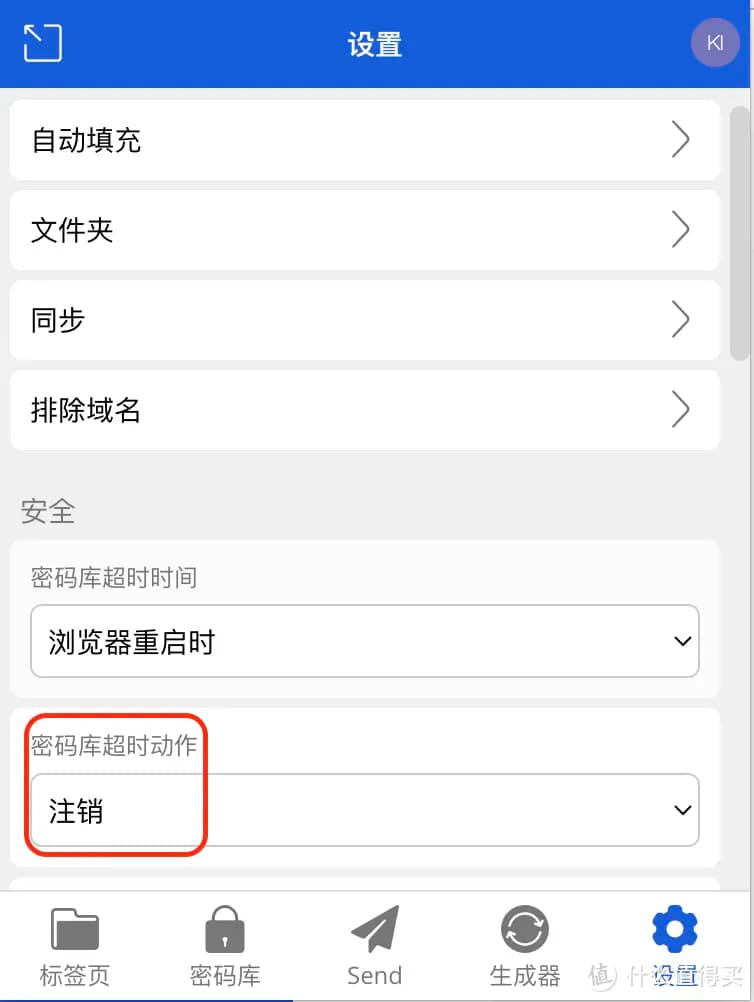 设置
KI
自动填充
文件夹
同步
排除域名
安全
密码库超时时间
浏览器重启时
密码库超时动作
注销
标签页
密码库
Send
生成器
设置
值 什么值得买